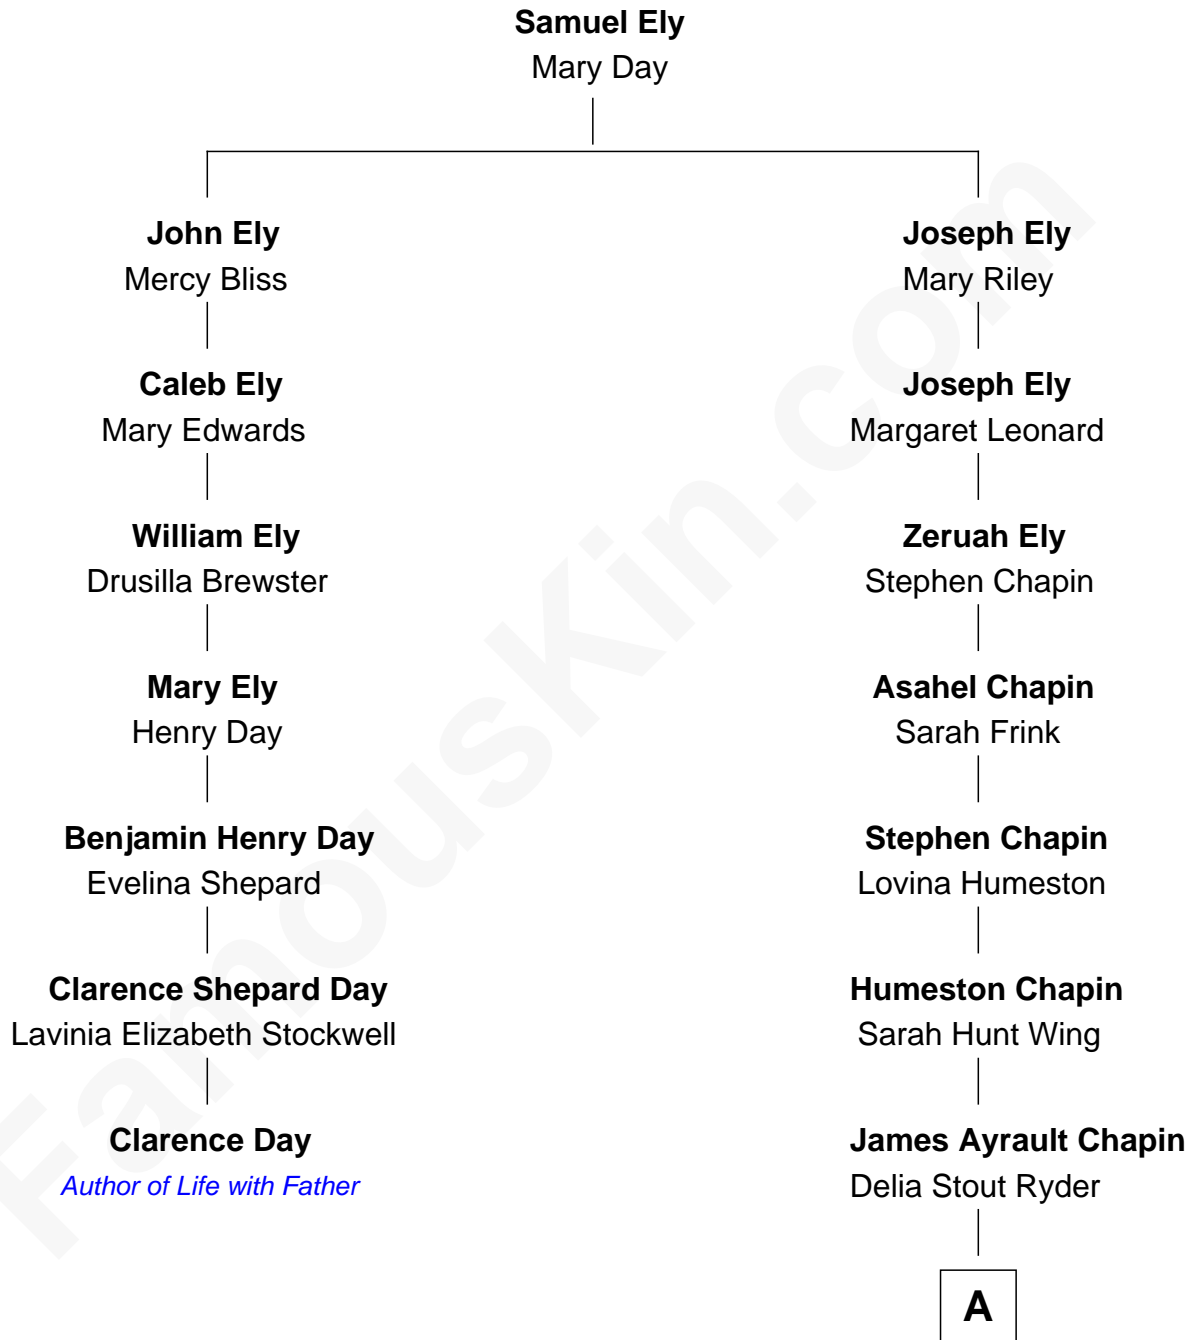 Samuel Ely
Mary Day
John Ely
Mercy Bliss
Caleb Ely
Mary Edwards
William Ely
Drusilla Brewster
Mary Ely
Henry Day
Benjamin Henry Day
Evelina Shepard
Clarence Shepard Day
Lavinia Elizabeth Stockwell
Clarence Day
Author of Life with Father
Joseph Ely
Mary Riley
Joseph Ely
Margaret Leonard
Zeruah Ely
Stephen Chapin
Asahel Chapin
Sarah Frink
Stephen Chapin
Lovina Humeston
Humeston Chapin
Sarah Hunt Wing
James Ayrault Chapin
Delia Stout Ryder
A
FamousKin.com